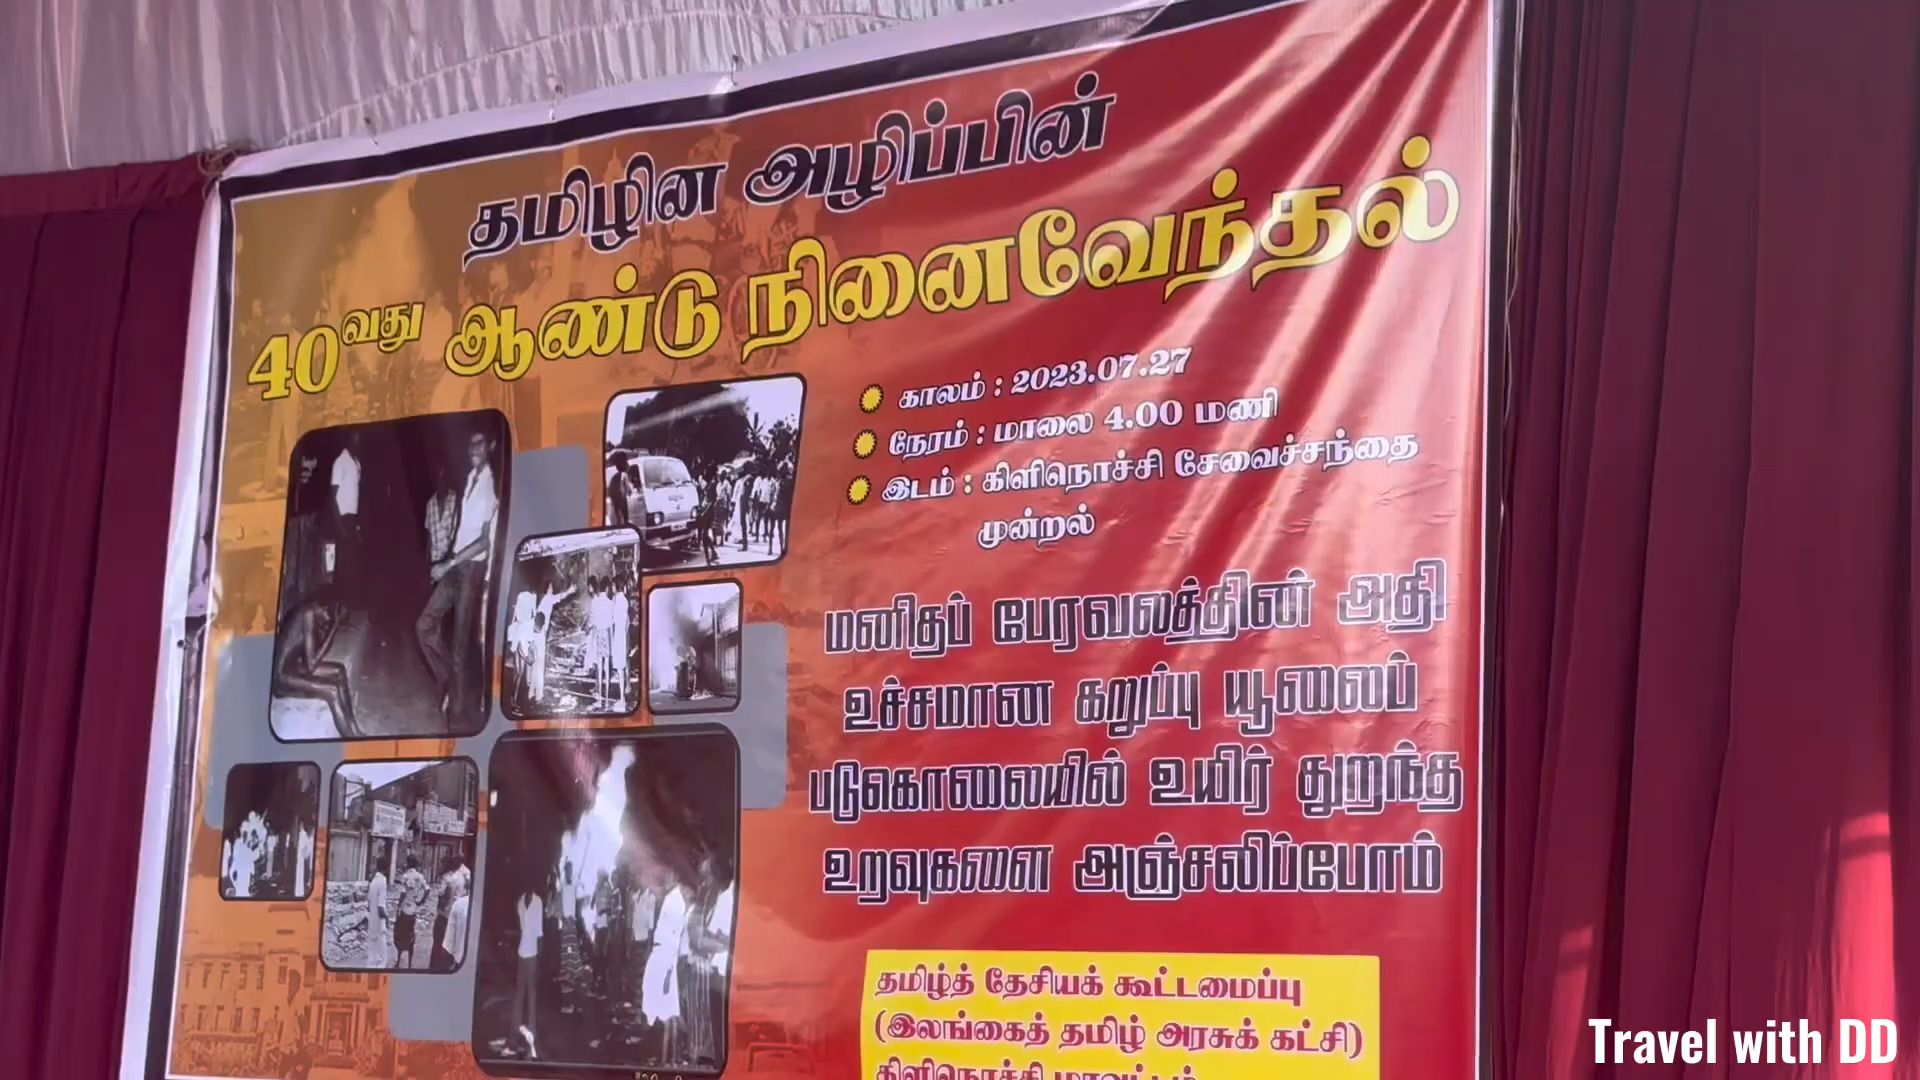 தமிழின அழிப்பின்
40வது ஆண்டு நினைவேந்தல்
காலம் : 2023.07.27
நேரம் : மாலை 4.00 மணி
இடம் : கிளிநொச்சி சேவைச்சந்தை
முன்றல்
மனிதப் பேரவலத்தின் அதி
உச்சமான கறுப்பு யூலைப்
படுகொலையில் உயிர் துறந்த
உறவுகளை அஞ்சலிப்போம்
தமிழ்த் தேசியக் கூட்டமைப்பு
(இலங்கைத் தமிழ் அரசுக் கட்சி)
கிளிநொச்சி மாவட்டம்
Travel with DD